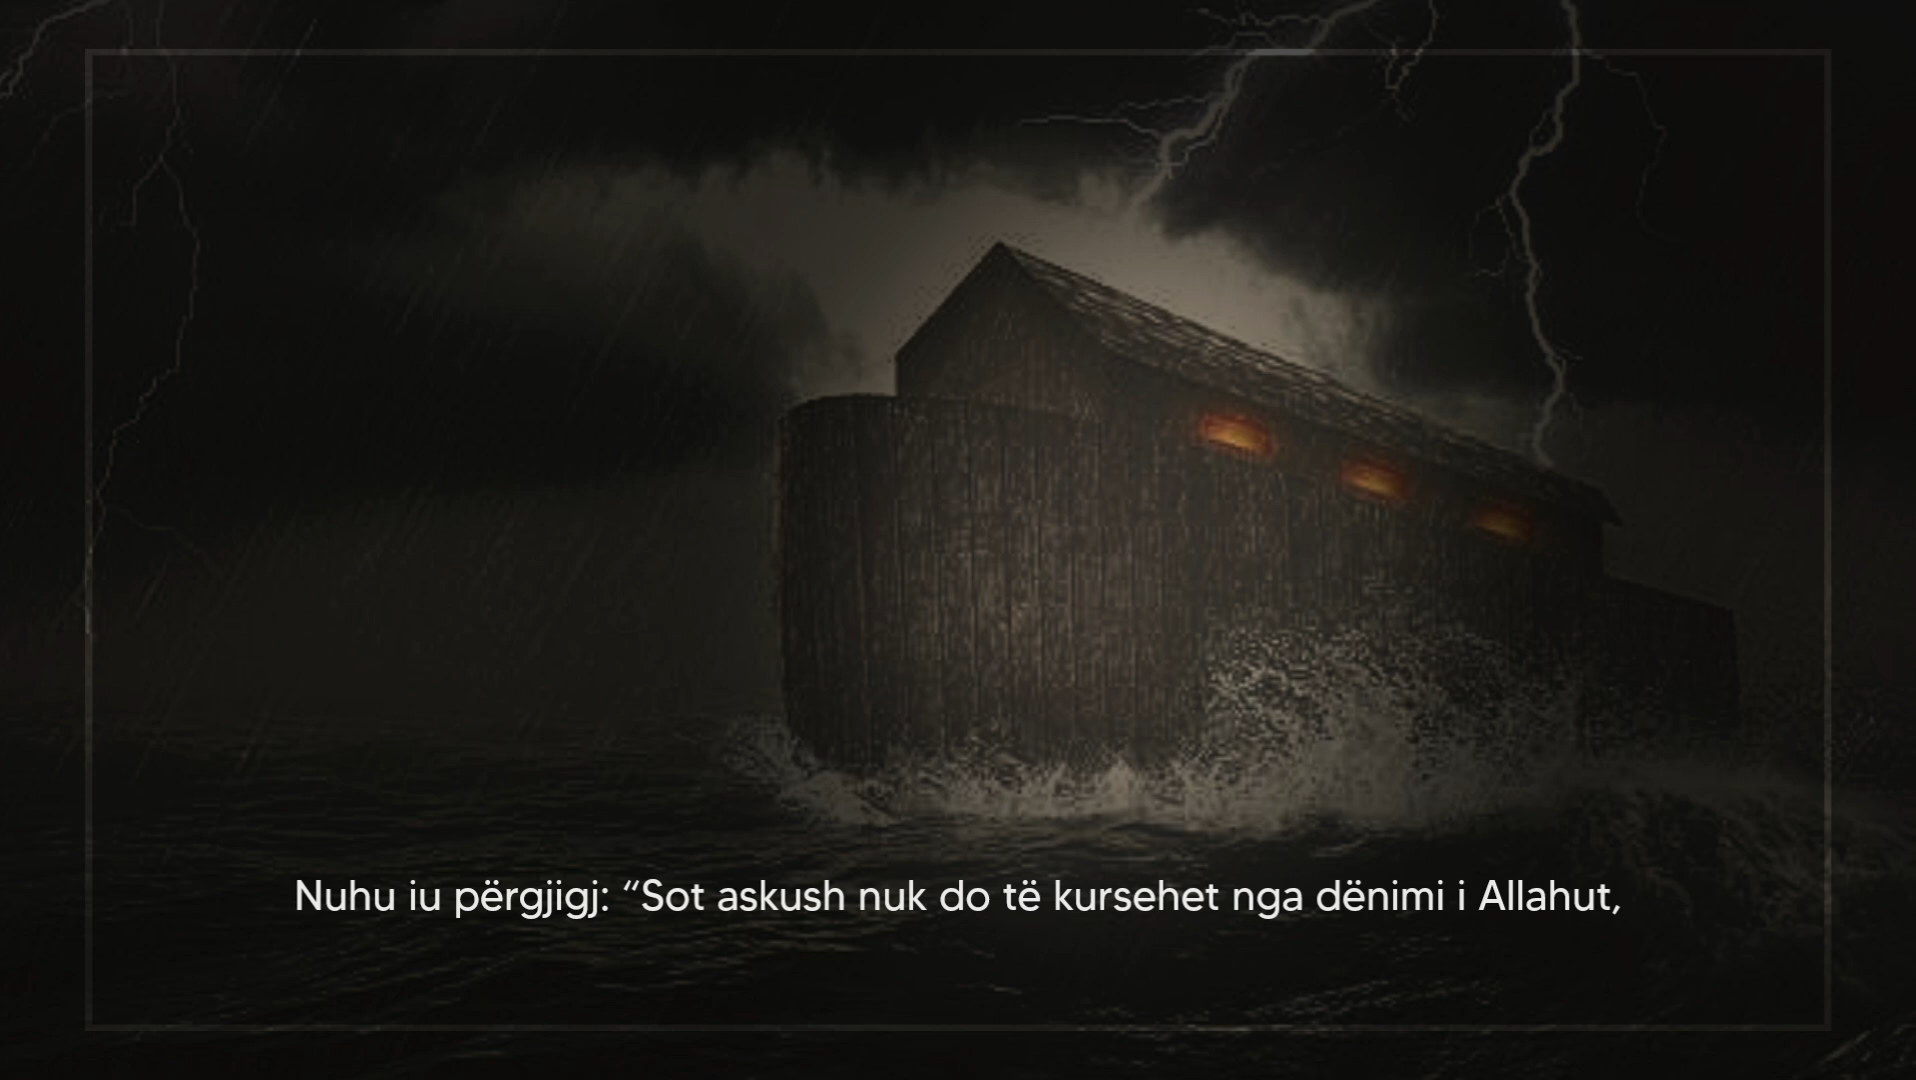 Nuhu iu përgjigj: “Sot askush nuk do të kursehet nga dënimi i Allahut,